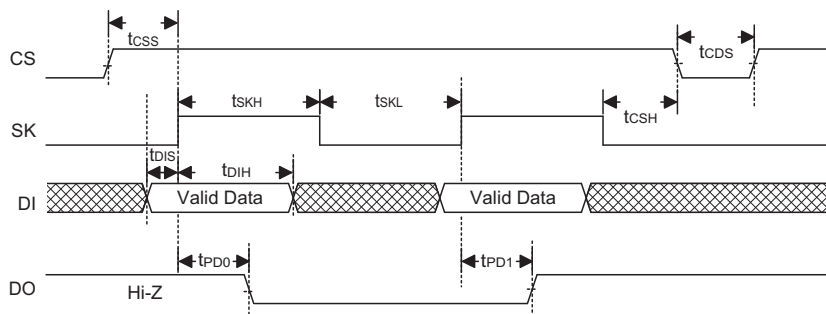 tCSS
CS
tCDS
tSKH
tSKL
tCSH
SK
tDIS
tDIH
DI
Valid Data
Valid Data
tPD0
tPD1
DO
Hi-Z